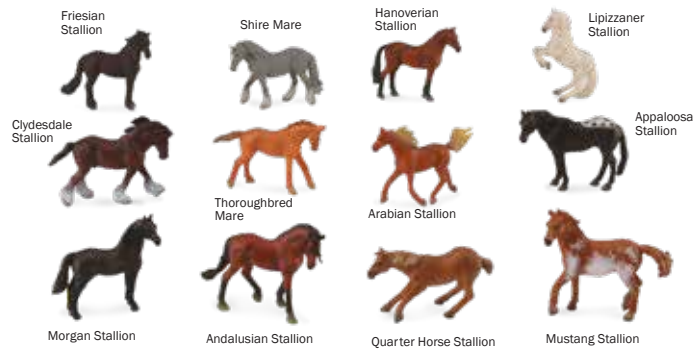 Friesian
Stallion
Shire Mare
Hanoverian
Stallion
Lipizzaner
Stallion
Clydesdale
Stallion
Thoroughbred
Mare
Arabian Stallion
Appaloosa
Stallion
Morgan Stallion
Andalusian Stallion
Quarter Horse Stallion
Mustang Stallion